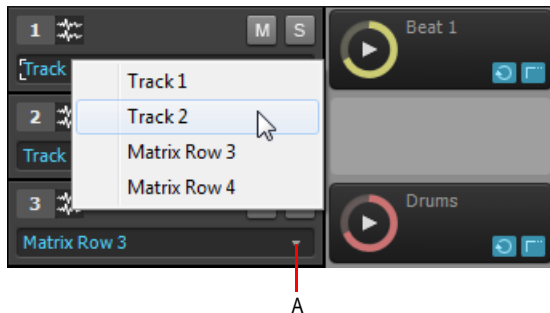 1 M S Beat 1
Track
Track 1
Track 2
Matrix Row 3
Matrix Row 4
2
Track
3 Drums
Matrix Row 3
A